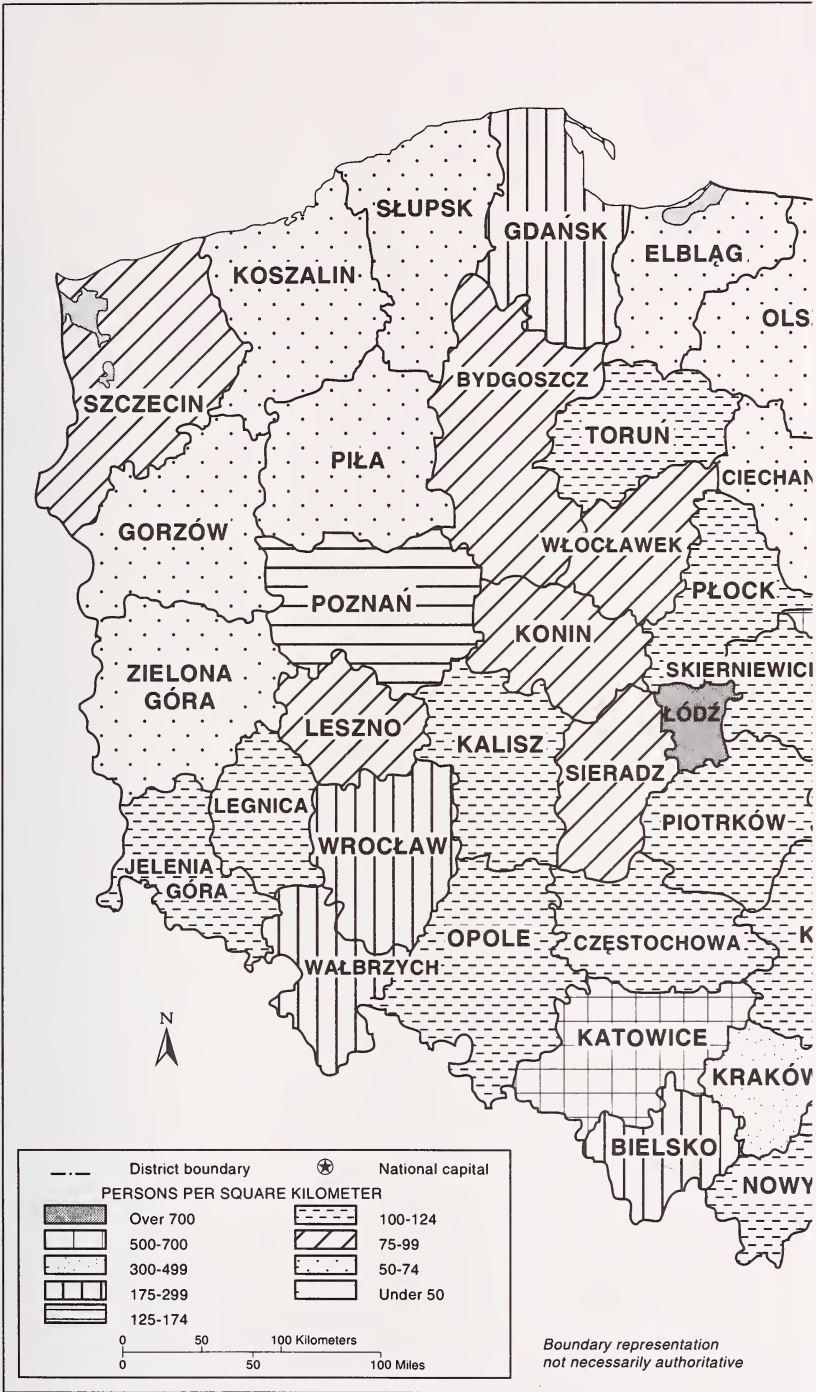 SŁUPSK
GDAŃSK
KOSZALIN
ELBLĄG
OLS
BYDGOSZCZ
SZCZECIN
TORUŃ
PIŁA
CIECHAN
GORZÓW
WŁOCŁAWEK
POZNAŃ
PŁOCK
KONIN
ZIELONA
GÓRA
SKIERNIEWIC
ŁÓDŹ
LESZNO
KALISZ
SIERADZ
LEGNICA
PIOTRKÓW
WROCŁAW
JELENIA
GÓRA
OPOLE
CZĘSTOCHOWA
K
WAŁBRZYCH
N
KATOWICE
KRAKÓW
BIELSKO
NOWY
District boundary
National capital
PERSONS PER SQUARE KILOMETER
Over 700
500-700
300-499
175-299
125-174
100-124
75-99
50-74
Under 50
0 50 100 Kilometers
0 50 100 Miles
Boundary representation
not necessarily authoritative